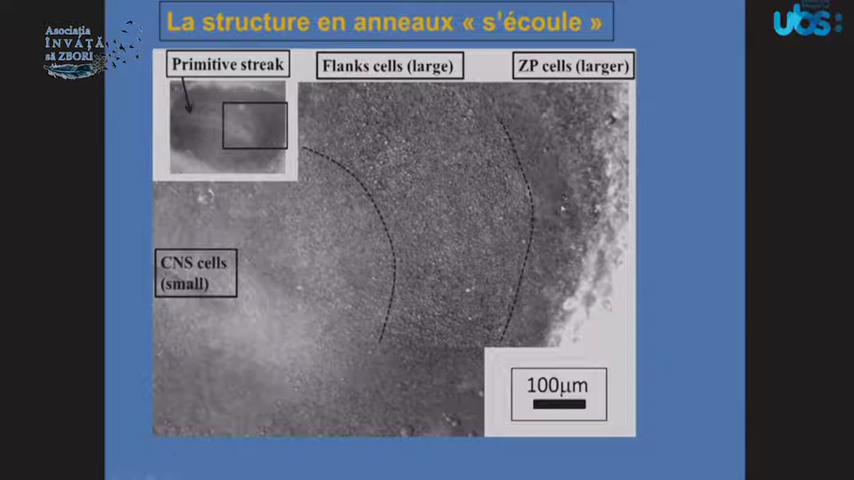 Asociația
ÎNVAȚĂ
să ZBORI
La structure en anneaux « s'écoule »
ubs:
Primitive streak
Flanks cells (large)
ZP cells (larger)
CNS cells
(small)
100µm